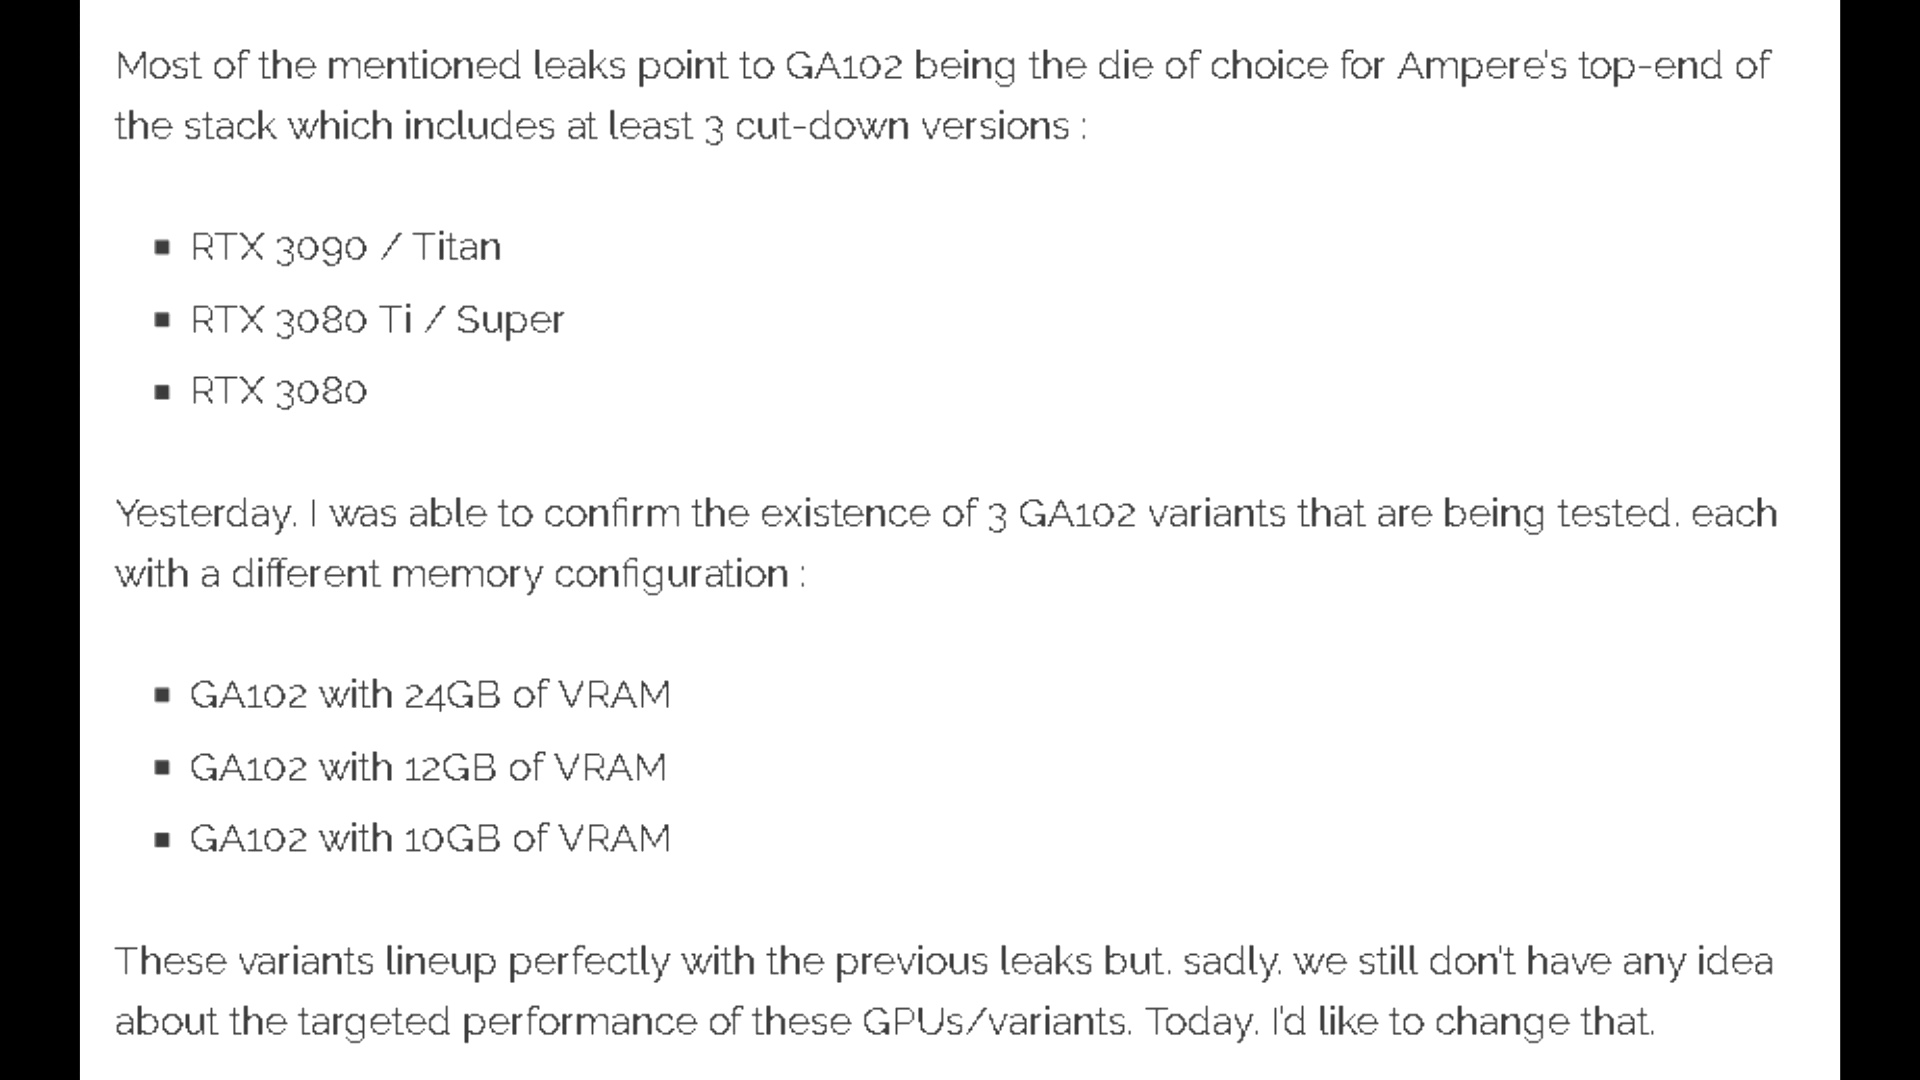 Most of the mentioned leaks point to GA102 being the die of choice for Ampere's top-end of
the stack which includes at least 3 cut-down versions :
▪ RTX 3090 / Titan
▪ RTX 3080 Ti / Super
▪ RTX 3080
Yesterday. I was able to confirm the existence of 3 GA102 variants that are being tested. each
with a different memory configuration :
▪ GA102 with 24GB of VRAM
▪ GA102 with 12GB of VRAM
▪ GA102 with 10GB of VRAM
These variants lineup perfectly with the previous leaks but. sadly. we still don't have any idea
about the targeted performance of these GPUs/variants. Today. I'd like to change that.